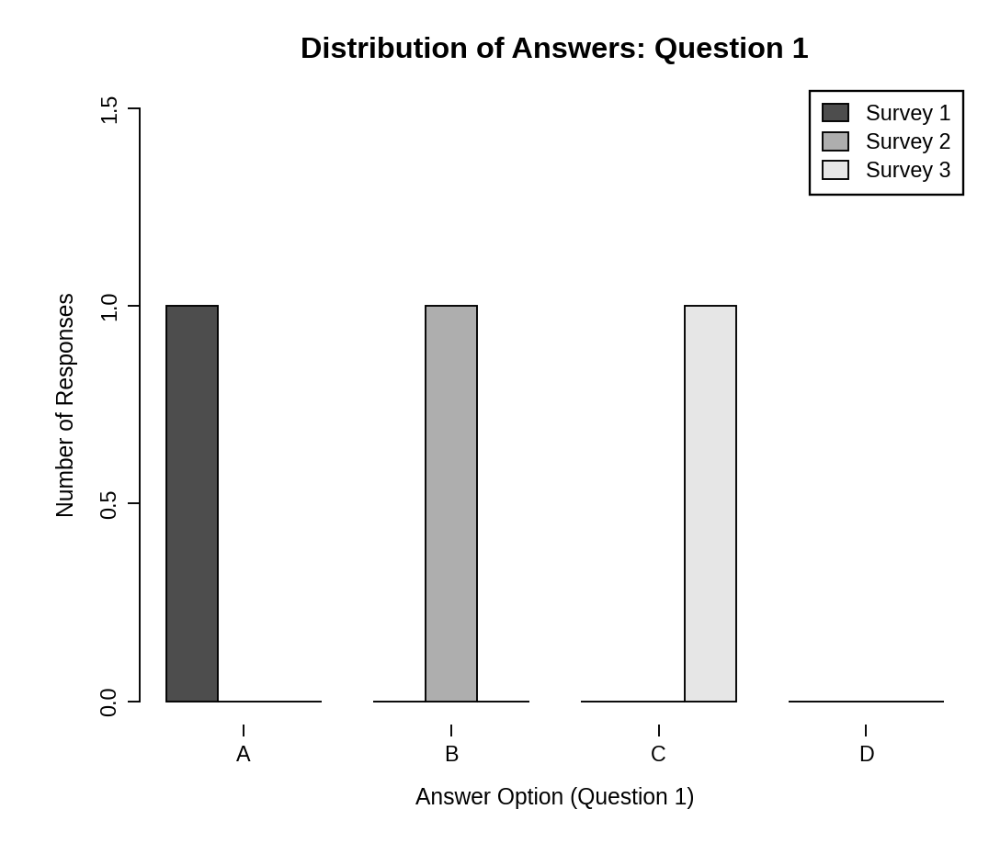 Distribution of Answers: Question 1
Survey 1
Survey 2
Survey 3
Number of Responses
1.5
1.0
0.5
0.0
A
B
C
D
Answer Option (Question 1)